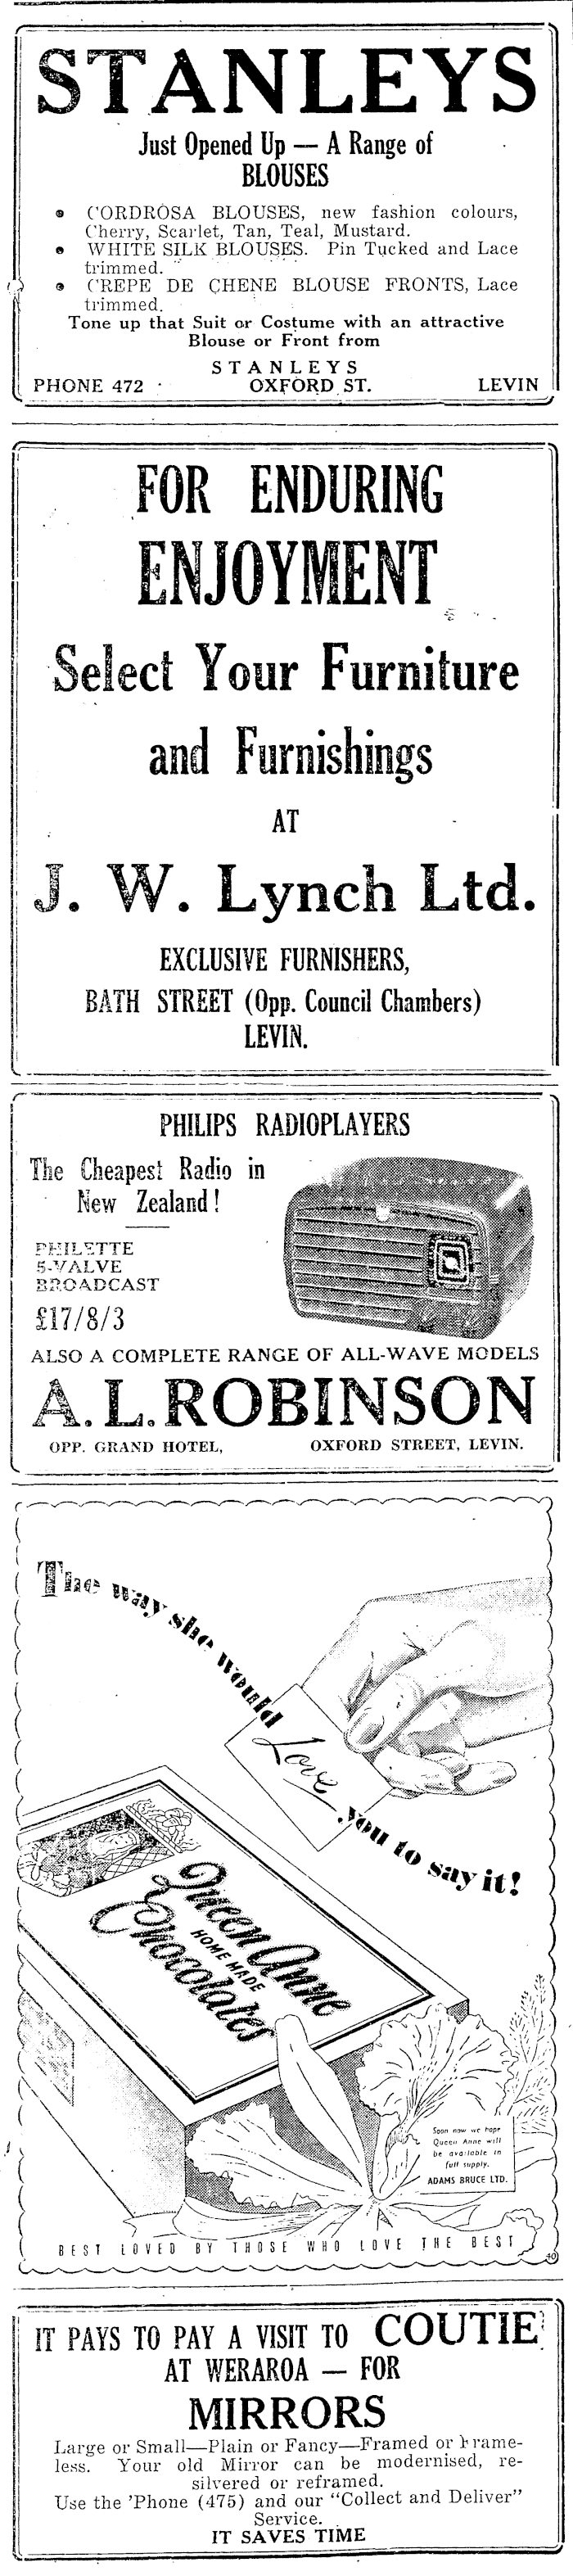 STANLEYS
Just Opened Up — A Range of
BLOUSES
• CORDROSA BLOUSES, new fashion colours,
Cherry, Scarlet, Tan, Teal, Mustard.
• WHITE SILK BLOUSES. Pin Tucked and Lace
trimmed.
• CREPE DE CHENE BLOUSE FRONTS, Lace
trimmed.
Tone up that Suit or Costume with an attractive
Blouse or Front from
STANLEYS
PHONE 472 OXFORD ST. LEVIN
FOR ENDURING
ENJOYMENT
Select Your Furniture
and Furnishings
AT
J. W. Lynch Ltd.
EXCLUSIVE FURNISHERS,
BATH STREET (Opp. Council Chambers)
LEVIN.
PHILIPS RADIOPLAYERS
The Cheapest Radio in
New Zealand!
PHILETTE
5-VALVE
BROADCAST
£17/8/3
ALSO A COMPLETE RANGE OF ALL-WAVE MODELS
A. L. ROBINSON
OPP. GRAND HOTEL, OXFORD STREET, LEVIN.
The way she would
Love
you to say it!
Queen Anne
HOME MADE
Chocolates
Soon now we hope
Queen Anne will
be available in
full supply.
ADAMS BRUCE LTD.
BEST LOVED BY THOSE WHO LOVE THE BEST
40
IT PAYS TO PAY A VISIT TO COUTIE
AT WERAROA — FOR
MIRRORS
Large or Small—Plain or Fancy—Framed or Frame-
less. Your old Mirror can be modernised, re-
silvered or reframed.
Use the 'Phone (475) and our "Collect and Deliver"
Service.
IT SAVES TIME